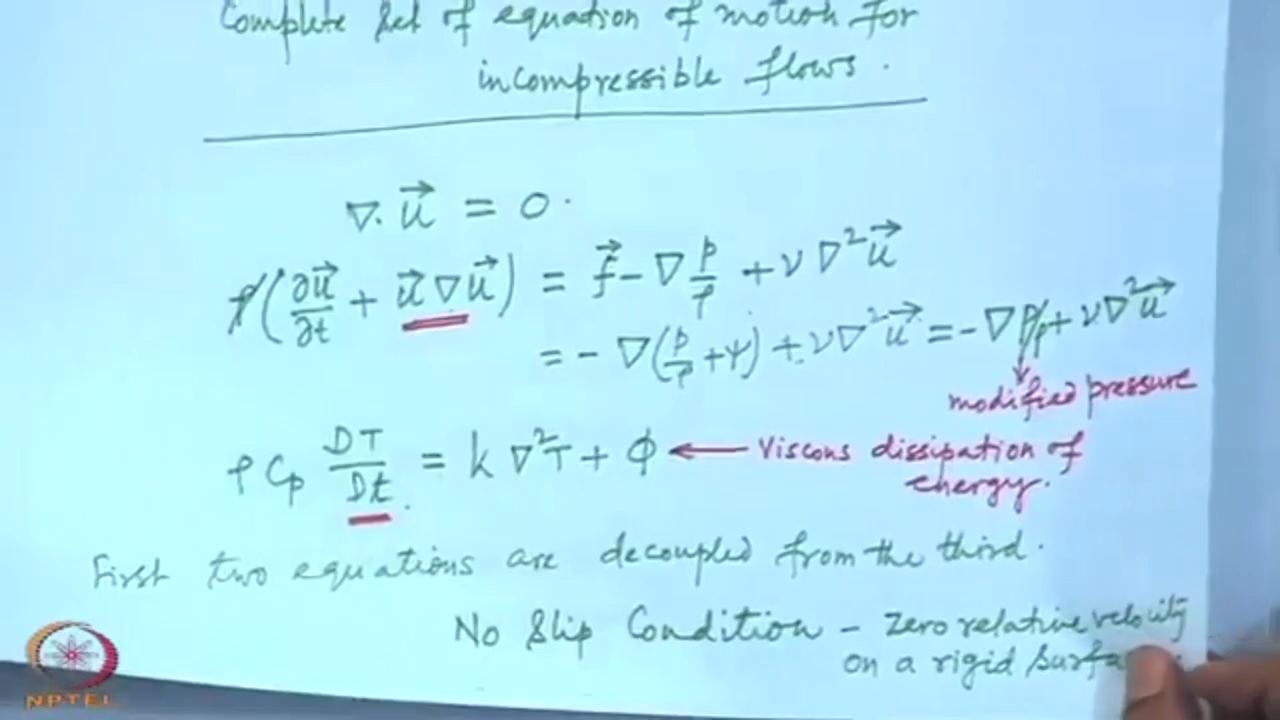 Complete set of equation of motion for
incompressible flows.
∇. u⃗ = 0.
ρ(∂u⃗/∂t + u⃗ ∇u⃗) = f⃗ - ∇ p/ρ + ν∇²u⃗
= - ∇(p/ρ + ψ) + ν∇²u⃗ = -∇P/ρ + ν∇²u⃗
modified pressure
ρ Cp DT/Dt = k ∇²T + ϕ ← Viscous dissipation of
energy.
First two equations are decoupled from the third.
No Slip Condition - Zero relative velocity
on a rigid
NPTEL